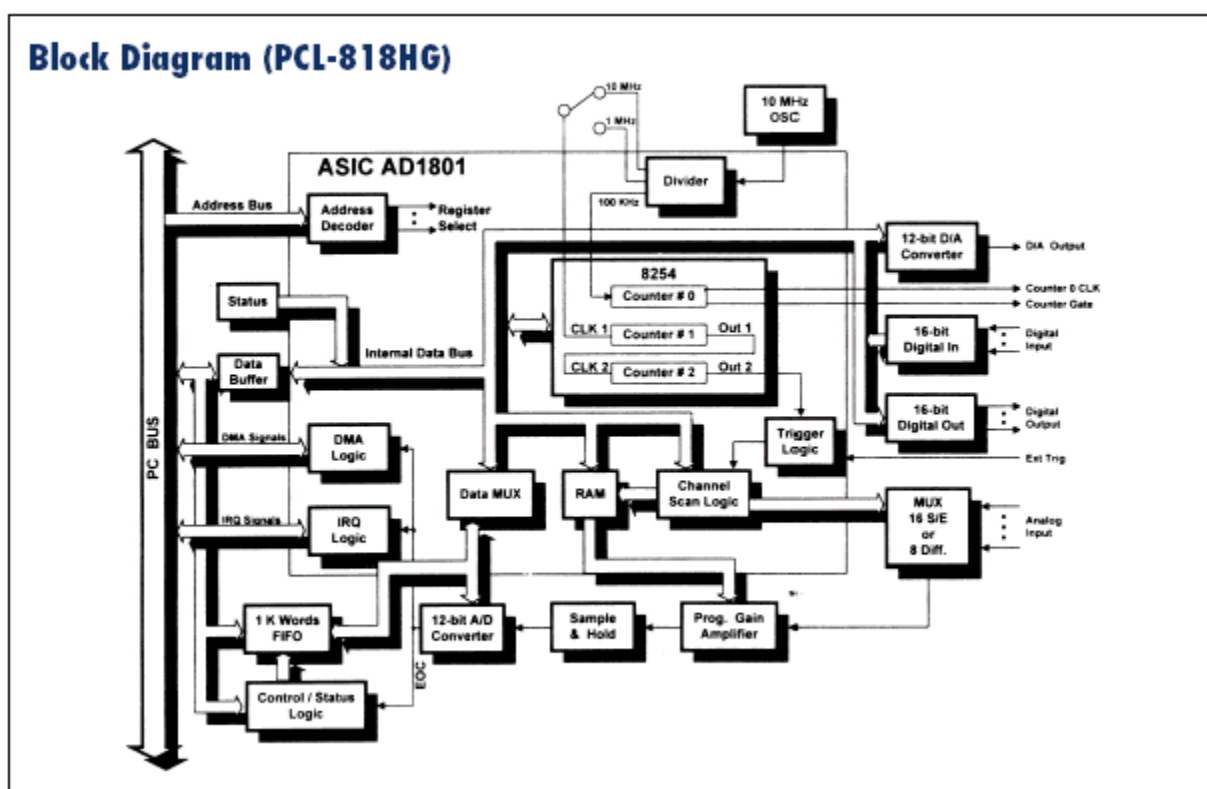 Block Diagram (PCL-818HG)
10 MHz
1 MHz
10 MHz
OSC
ASIC AD1801
Divider
100 KHz
Address Bus
Address
Decoder
Register
Select
12-bit D/A
Converter
D/A Output
8254
Counter # 0
Counter 0 CLK
Counter Gate
Status
CLK 1
Counter # 1
Out 1
16-bit
Digital In
Digital
Input
Internal Data Bus
Data
Buffer
CLK 2
Counter # 2
Out 2
16-bit
Digital Out
Digital
Output
PC BUS
DMA Signals
DMA
Logic
Trigger
Logic
Ext Trig
Data MUX
RAM
Channel
Scan Logic
MUX
16 S/E
or
8 Diff.
Analog
Input
IRQ Signals
IRQ
Logic
1 K Words
FIFO
12-bit A/D
Converter
Sample
& Hold
Prog. Gain
Amplifier
EOC
Control / Status
Logic